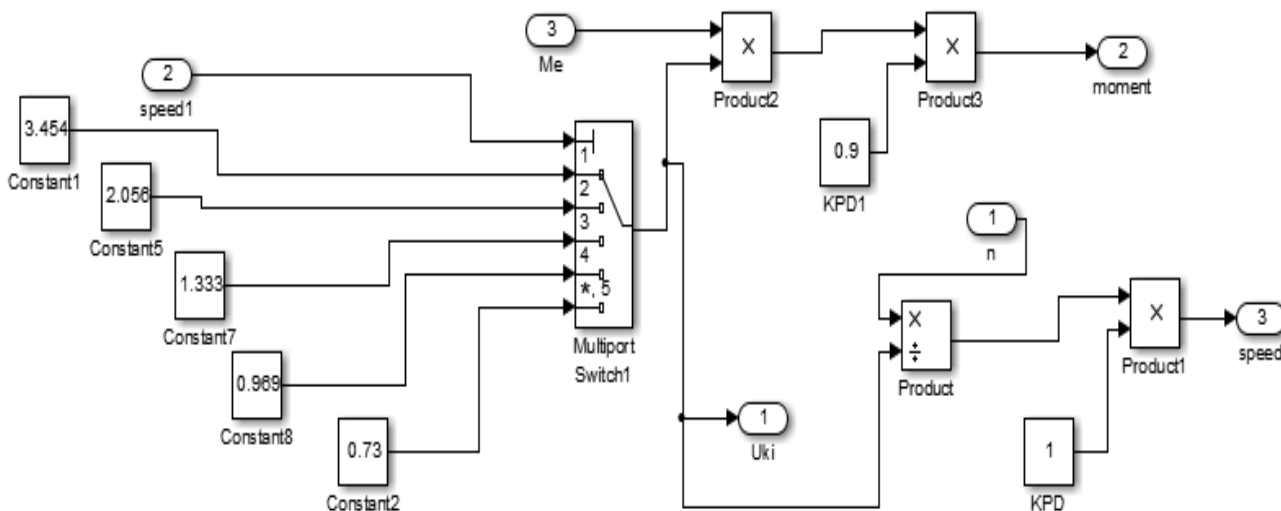 3
Me
X
Product2
X
Product3
2
moment
2
speed1
3.454
Constant1
2.056
Constant5
1.333
Constant7
0.969
Constant8
0.73
Constant2
1
2
3
4
*, 5
Multiport
Switch1
0.9
KPD1
1
n
X
÷
Product
X
Product1
3
speed
1
Uki
1
KPD